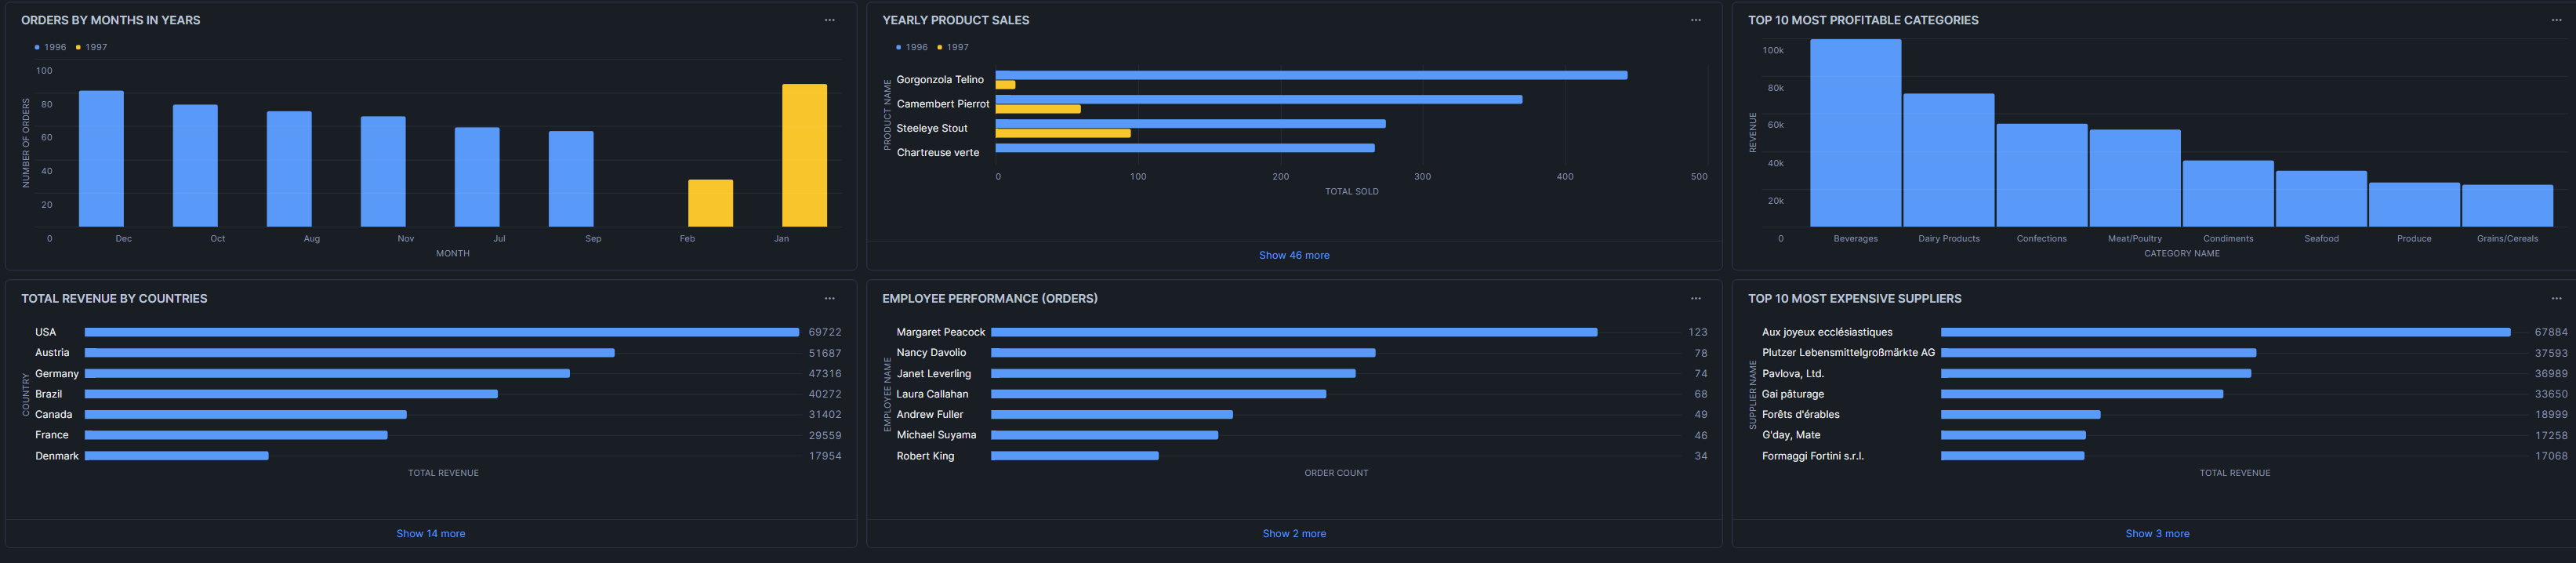 ORDERS BY MONTHS IN YEARS
...
1996 1997
100
80
60
40
20
0
NUMBER OF ORDERS
Dec Oct Aug Nov Jul Sep Feb Jan
MONTH
YEARLY PRODUCT SALES
...
1996 1997
PRODUCT NAME
Gorgonzola Telino
Camembert Pierrot
Steeleye Stout
Chartreuse verte
0 100 200 300 400 500
TOTAL SOLD
Show 46 more
TOP 10 MOST PROFITABLE CATEGORIES
...
100k
80k
60k
40k
20k
0
REVENUE
Beverages Dairy Products Confections Meat/Poultry Condiments Seafood Produce Grains/Cereals
CATEGORY NAME
TOTAL REVENUE BY COUNTRIES
...
COUNTRY
USA 69722
Austria 51687
Germany 47316
Brazil 40272
Canada 31402
France 29559
Denmark 17954
TOTAL REVENUE
Show 14 more
EMPLOYEE PERFORMANCE (ORDERS)
...
EMPLOYEE NAME
Margaret Peacock 123
Nancy Davolio 78
Janet Leverling 74
Laura Callahan 68
Andrew Fuller 49
Michael Suyama 46
Robert King 34
ORDER COUNT
Show 2 more
TOP 10 MOST EXPENSIVE SUPPLIERS
...
SUPPLIER NAME
Aux joyeux ecclésiastiques 67884
Plutzer Lebensmittelgroßmärkte AG 37593
Pavlova, Ltd. 36989
Gai pâturage 33650
Forêts d'érables 18999
G'day, Mate 17258
Formaggi Fortini s.r.l. 17068
TOTAL REVENUE
Show 3 more